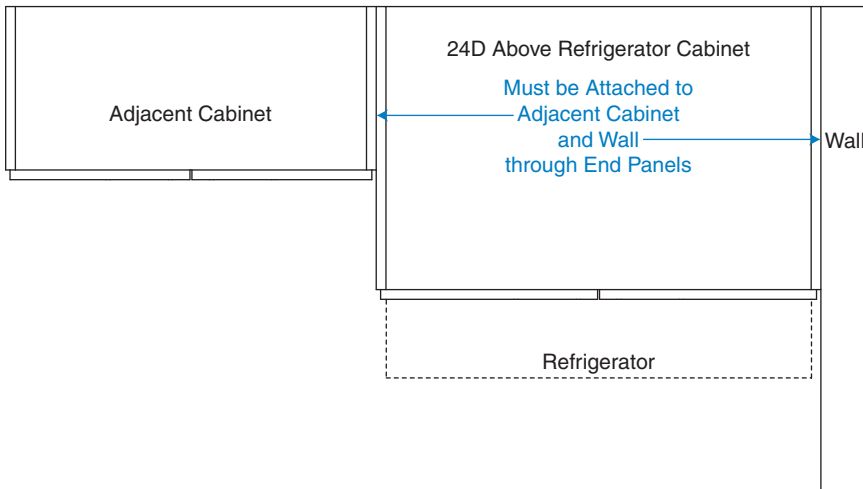 24D Above Refrigerator Cabinet
Must be Attached to
Adjacent Cabinet
and Wall
through End Panels
Adjacent Cabinet
Wall
Refrigerator